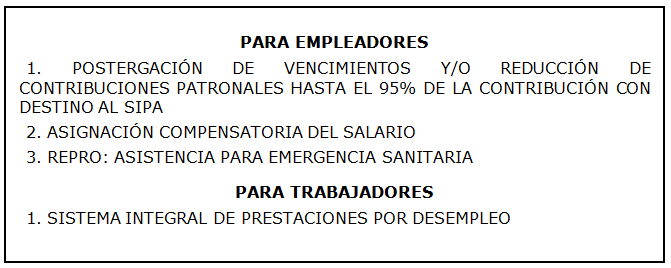 PARA EMPLEADORES
1. POSTERGACIÓN DE VENCIMIENTOS Y/O REDUCCIÓN DE
CONTRIBUCIONES PATRONALES HASTA EL 95% DE LA CONTRIBUCIÓN CON
DESTINO AL SIPA
2. ASIGNACIÓN COMPENSATORIA DEL SALARIO
3. REPRO: ASISTENCIA PARA EMERGENCIA SANITARIA
PARA TRABAJADORES
1. SISTEMA INTEGRAL DE PRESTACIONES POR DESEMPLEO